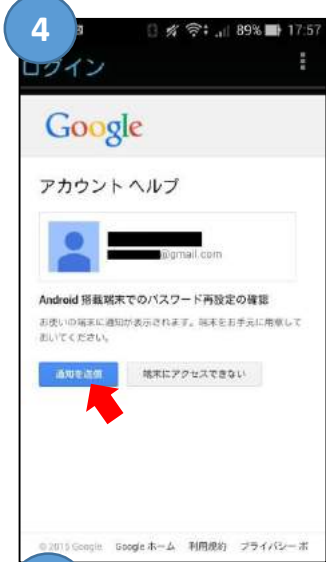 4
89% 17:57
ログイン
Google
アカウント ヘルプ
@gmail.com
Android 搭載端末でのパスワード再設定の確認
お使いの端末に通知が表示されます。端末をお手元に用意して
おいてください。
通知を送信 端末にアクセスできない
© 2015 Google Google ホーム 利用規約 プライバシー ポ